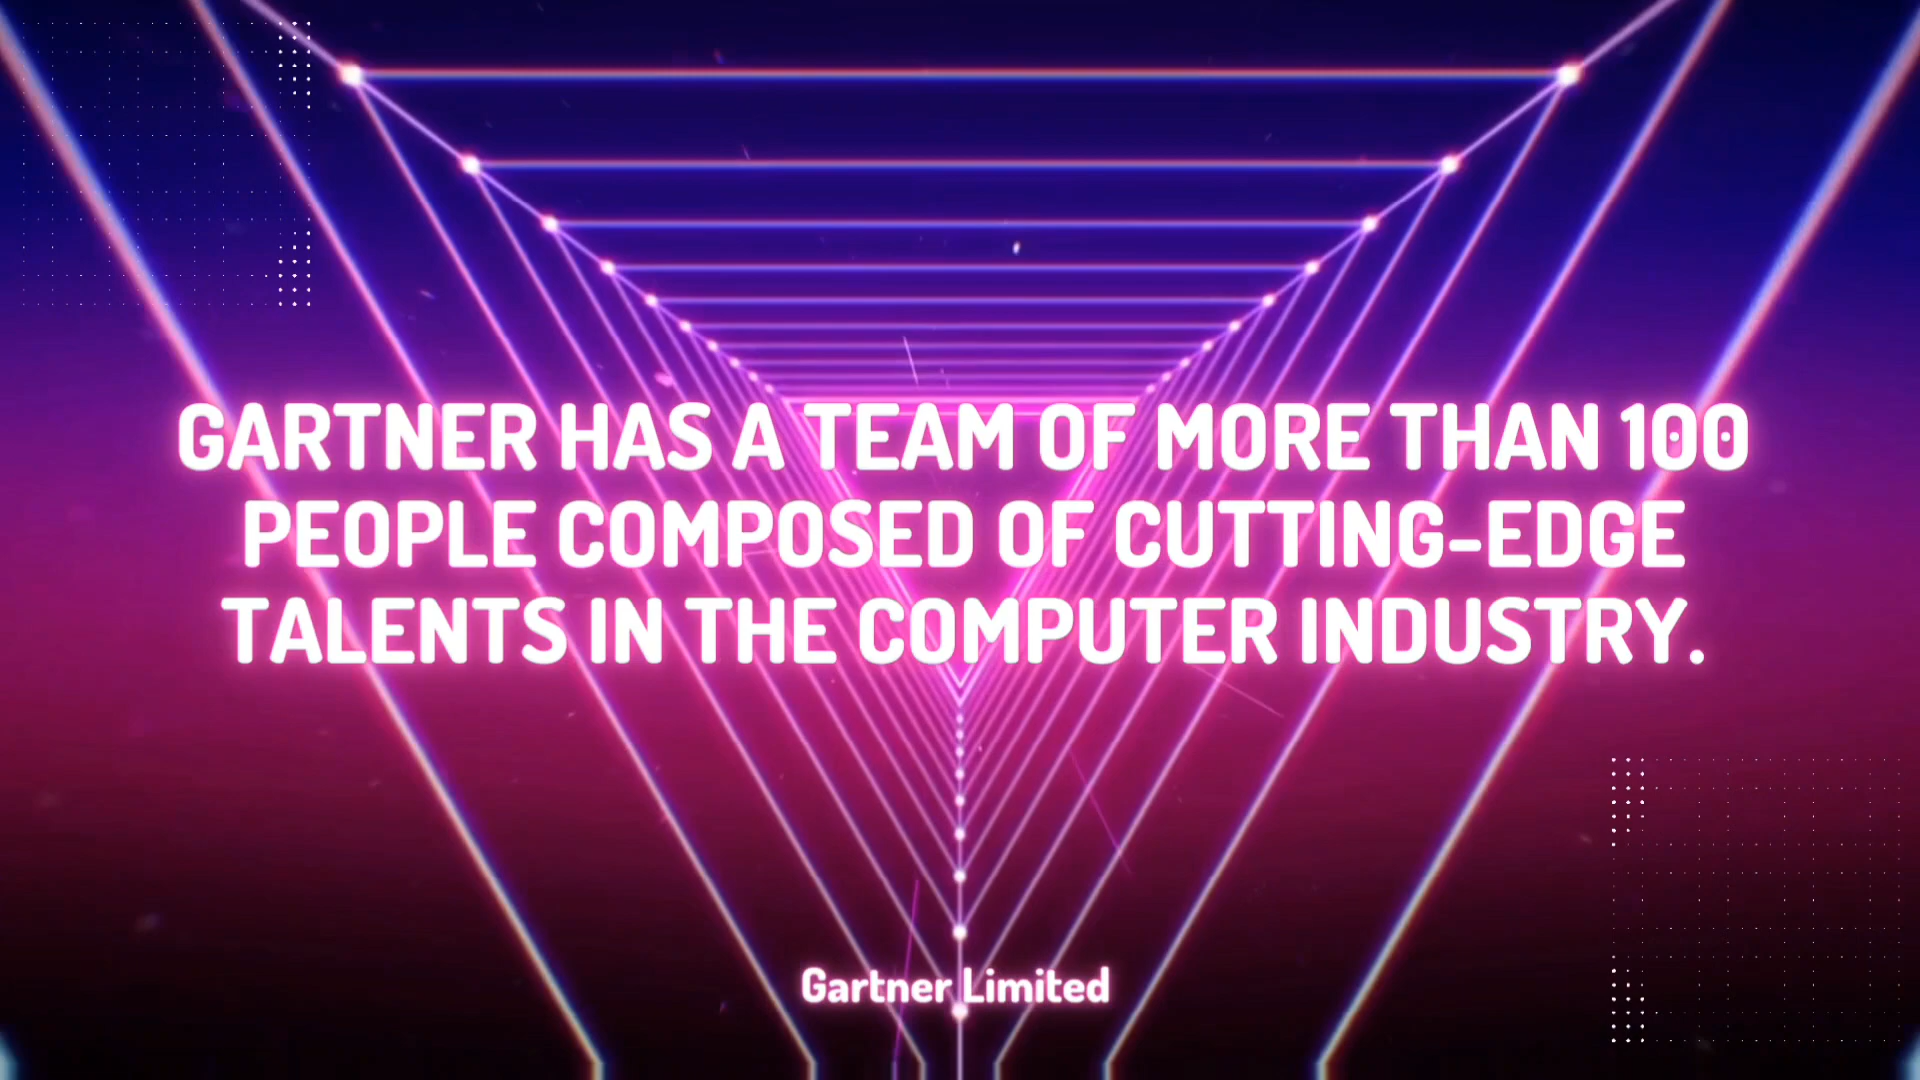 GARTNER HAS A TEAM OF MORE THAN 100
PEOPLE COMPOSED OF CUTTING-EDGE
TALENTS IN THE COMPUTER INDUSTRY.
Gartner Limited